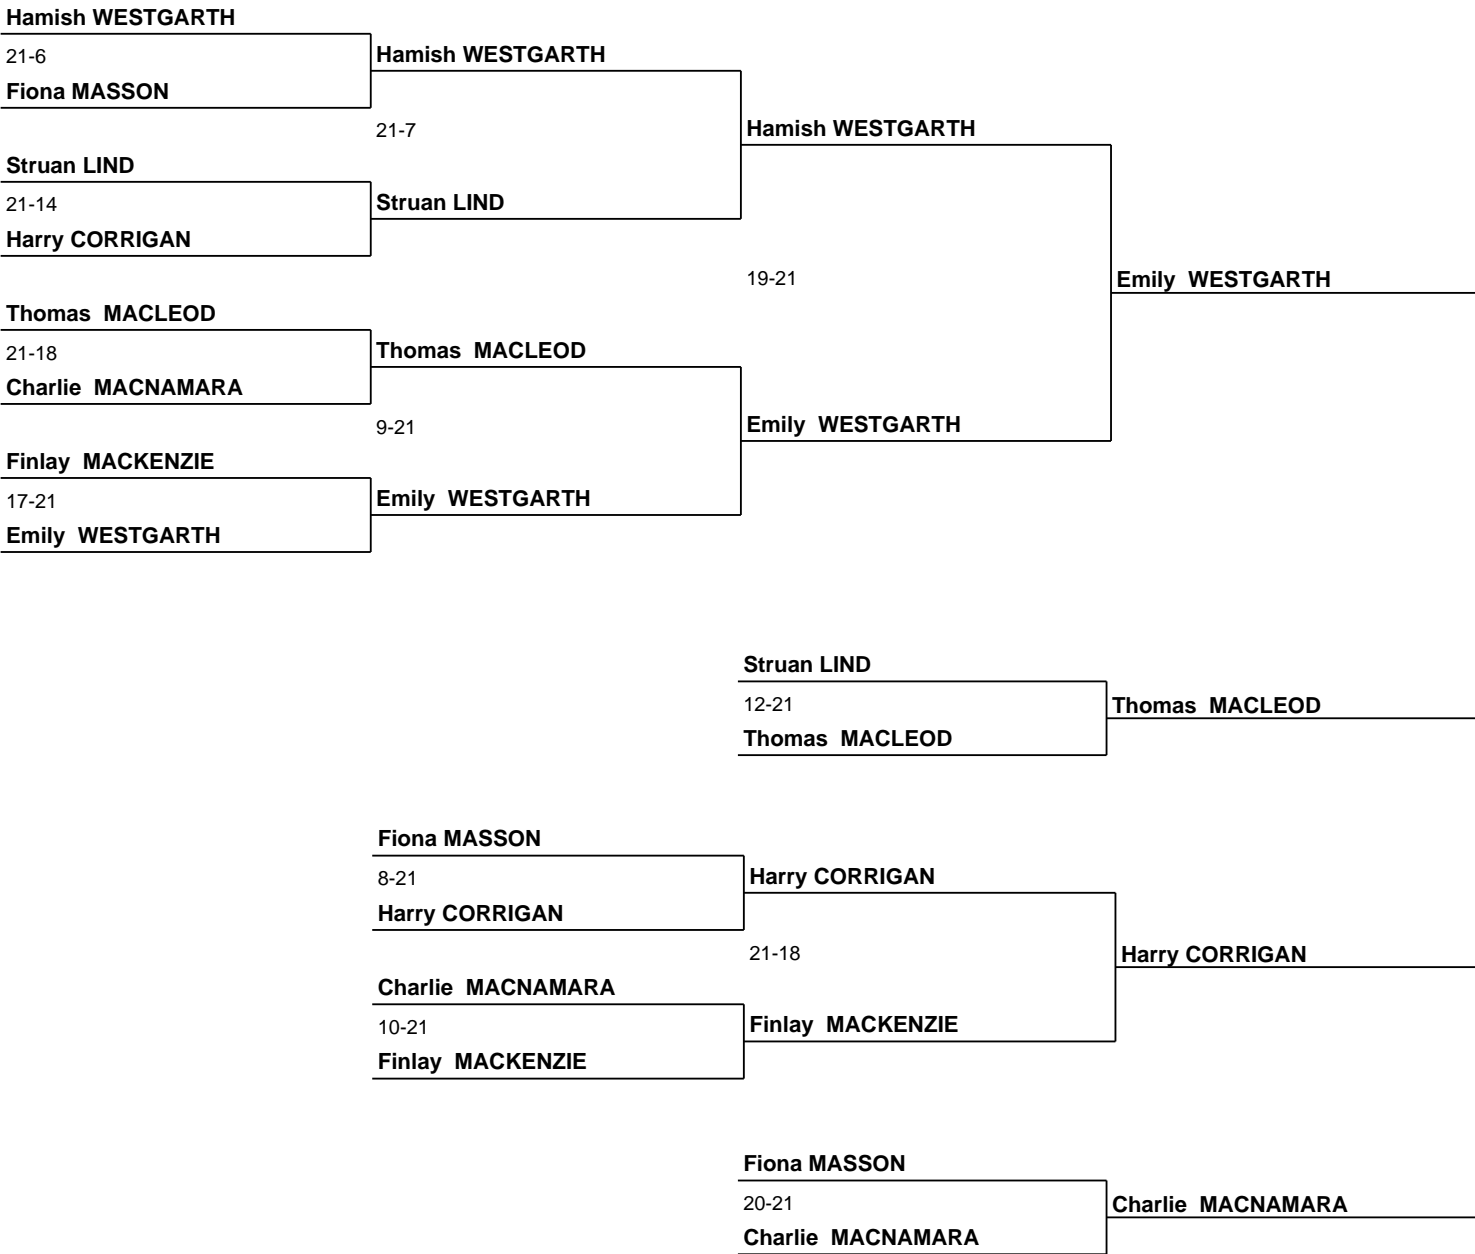 Hamish WESTGARTH
21-6
Hamish WESTGARTH
Fiona MASSON
21-7
Hamish WESTGARTH
Struan LIND
21-14
Struan LIND
Harry CORRIGAN
19-21
Emily WESTGARTH
Thomas MACLEOD
21-18
Thomas MACLEOD
Charlie MACNAMARA
9-21
Emily WESTGARTH
Finlay MACKENZIE
17-21
Emily WESTGARTH
Emily WESTGARTH
Struan LIND
12-21
Thomas MACLEOD
Thomas MACLEOD
Fiona MASSON
8-21
Harry CORRIGAN
Harry CORRIGAN
21-18
Harry CORRIGAN
Charlie MACNAMARA
10-21
Finlay MACKENZIE
Finlay MACKENZIE
Fiona MASSON
20-21
Charlie MACNAMARA
Charlie MACNAMARA